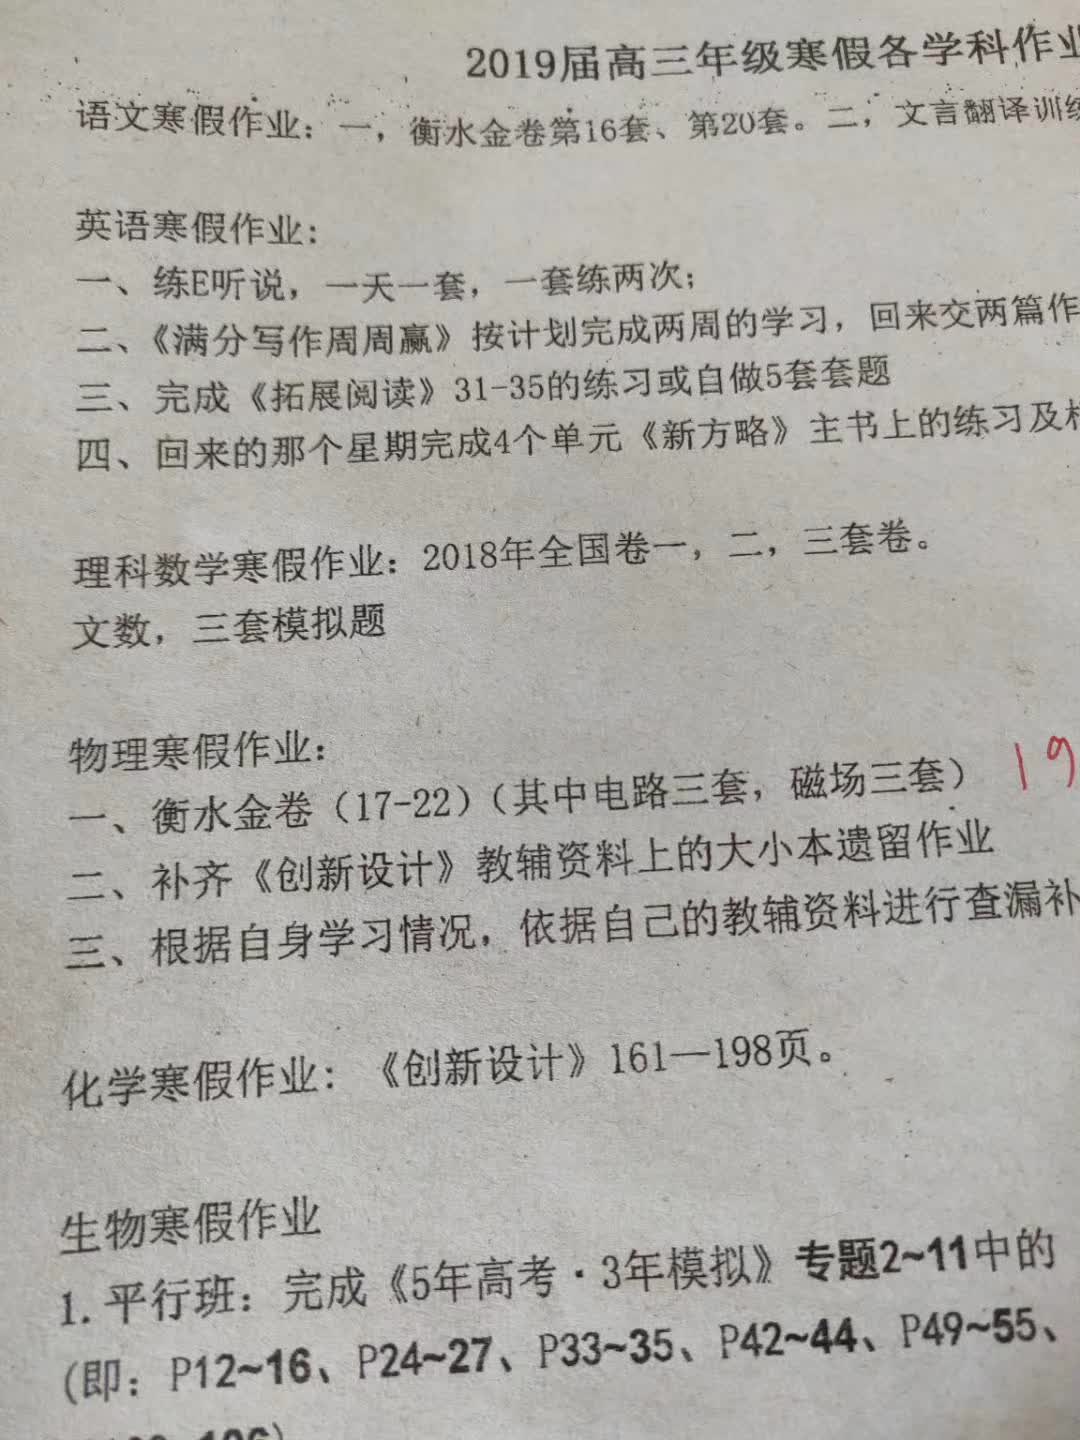 2019届高三年级寒假各学科作业
语文寒假作业：一，衡水金卷第16套、第20套。二，文言翻译训练
英语寒假作业：
一、练E听说，一天一套，一套练两次；
二、《满分写作周周赢》按计划完成两周的学习，回来交两篇作
三、完成《拓展阅读》31-35的练习或自做5套套题
四、回来的那个星期完成4个单元《新方略》主书上的练习及
理科数学寒假作业：2018年全国卷一，二，三套卷。
文数，三套模拟题
物理寒假作业：
一、衡水金卷（17-22）（其中电路三套，磁场三套） 19
二、补齐《创新设计》教辅资料上的大小本遗留作业
三、根据自身学习情况，依据自己的教辅资料进行查漏补
化学寒假作业：《创新设计》161—198页。
生物寒假作业
1. 平行班：完成《5年高考·3年模拟》专题2~11中的
(即：P12~16、P24~27、P33~35、P42~44、P49~55、